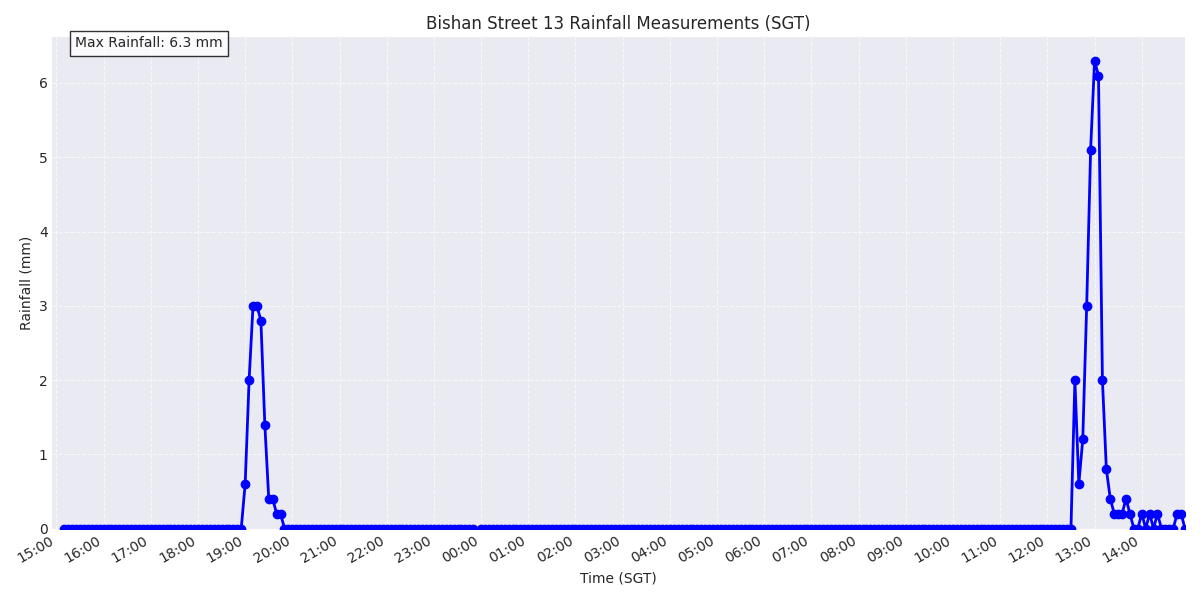 Bishan Street 13 Rainfall Measurements (SGT)
Max Rainfall: 6.3 mm
Rainfall (mm)
6
5
4
3
2
1
0
15:00 16:00 17:00 18:00 19:00 20:00 21:00 22:00 23:00 00:00 01:00 02:00 03:00 04:00 05:00 06:00 07:00 08:00 09:00 10:00 11:00 12:00 13:00 14:00
Time (SGT)